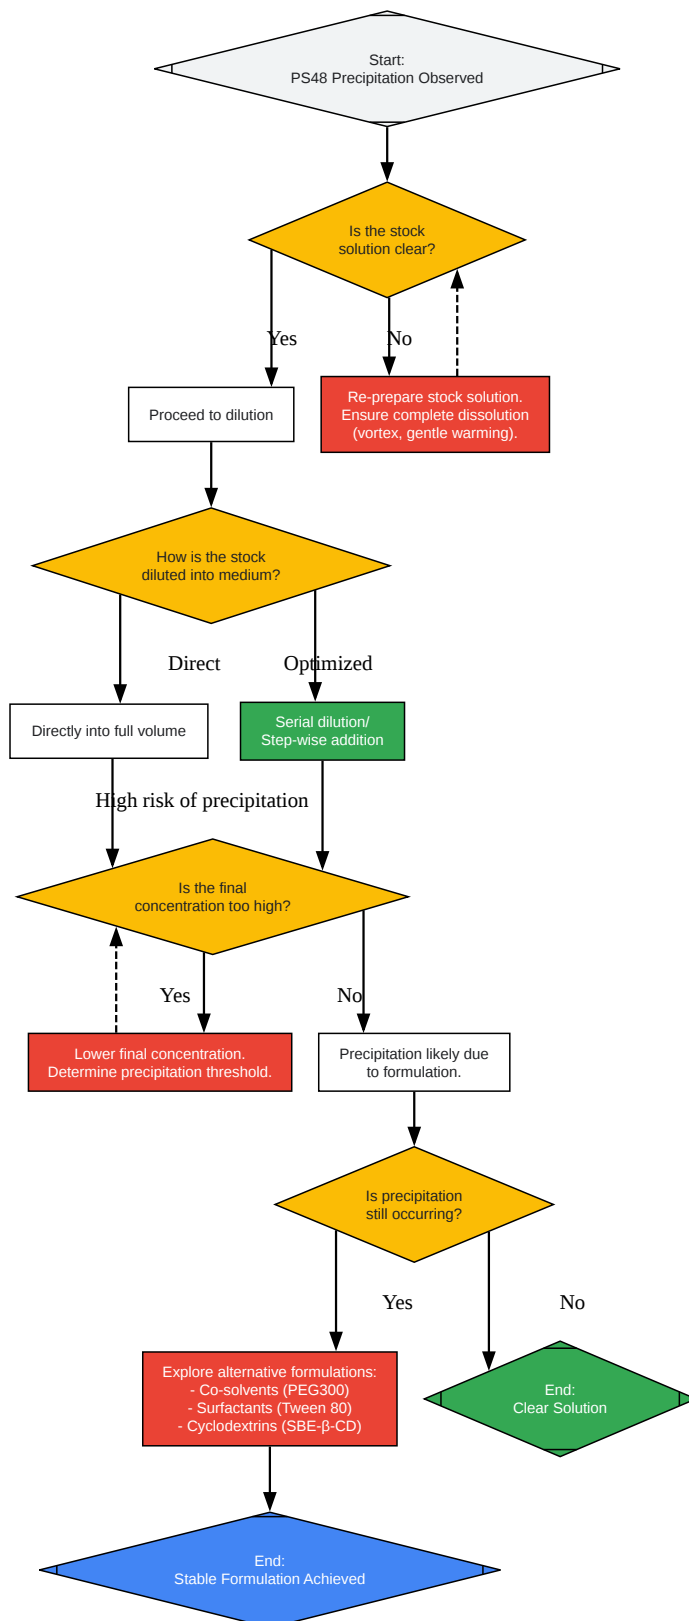 Start:
PS48 Precipitation Observed
Is the stock
solution clear?
Yes
No
Proceed to dilution
Re-prepare stock solution.
Ensure complete dissolution
(vortex, gentle warming).
How is the stock
diluted into medium?
Direct
Optimized
Directly into full volume
Serial dilution/
Step-wise addition
High risk of precipitation
Is the final
concentration too high?
Yes
No
Lower final concentration.
Determine precipitation threshold.
Precipitation likely due
to formulation.
Is precipitation
still occurring?
Yes
No
Explore alternative formulations:
- Co-solvents (PEG300)
- Surfactants (Tween 80)
- Cyclodextrins (SBE-β-CD)
End:
Clear Solution
End:
Stable Formulation Achieved